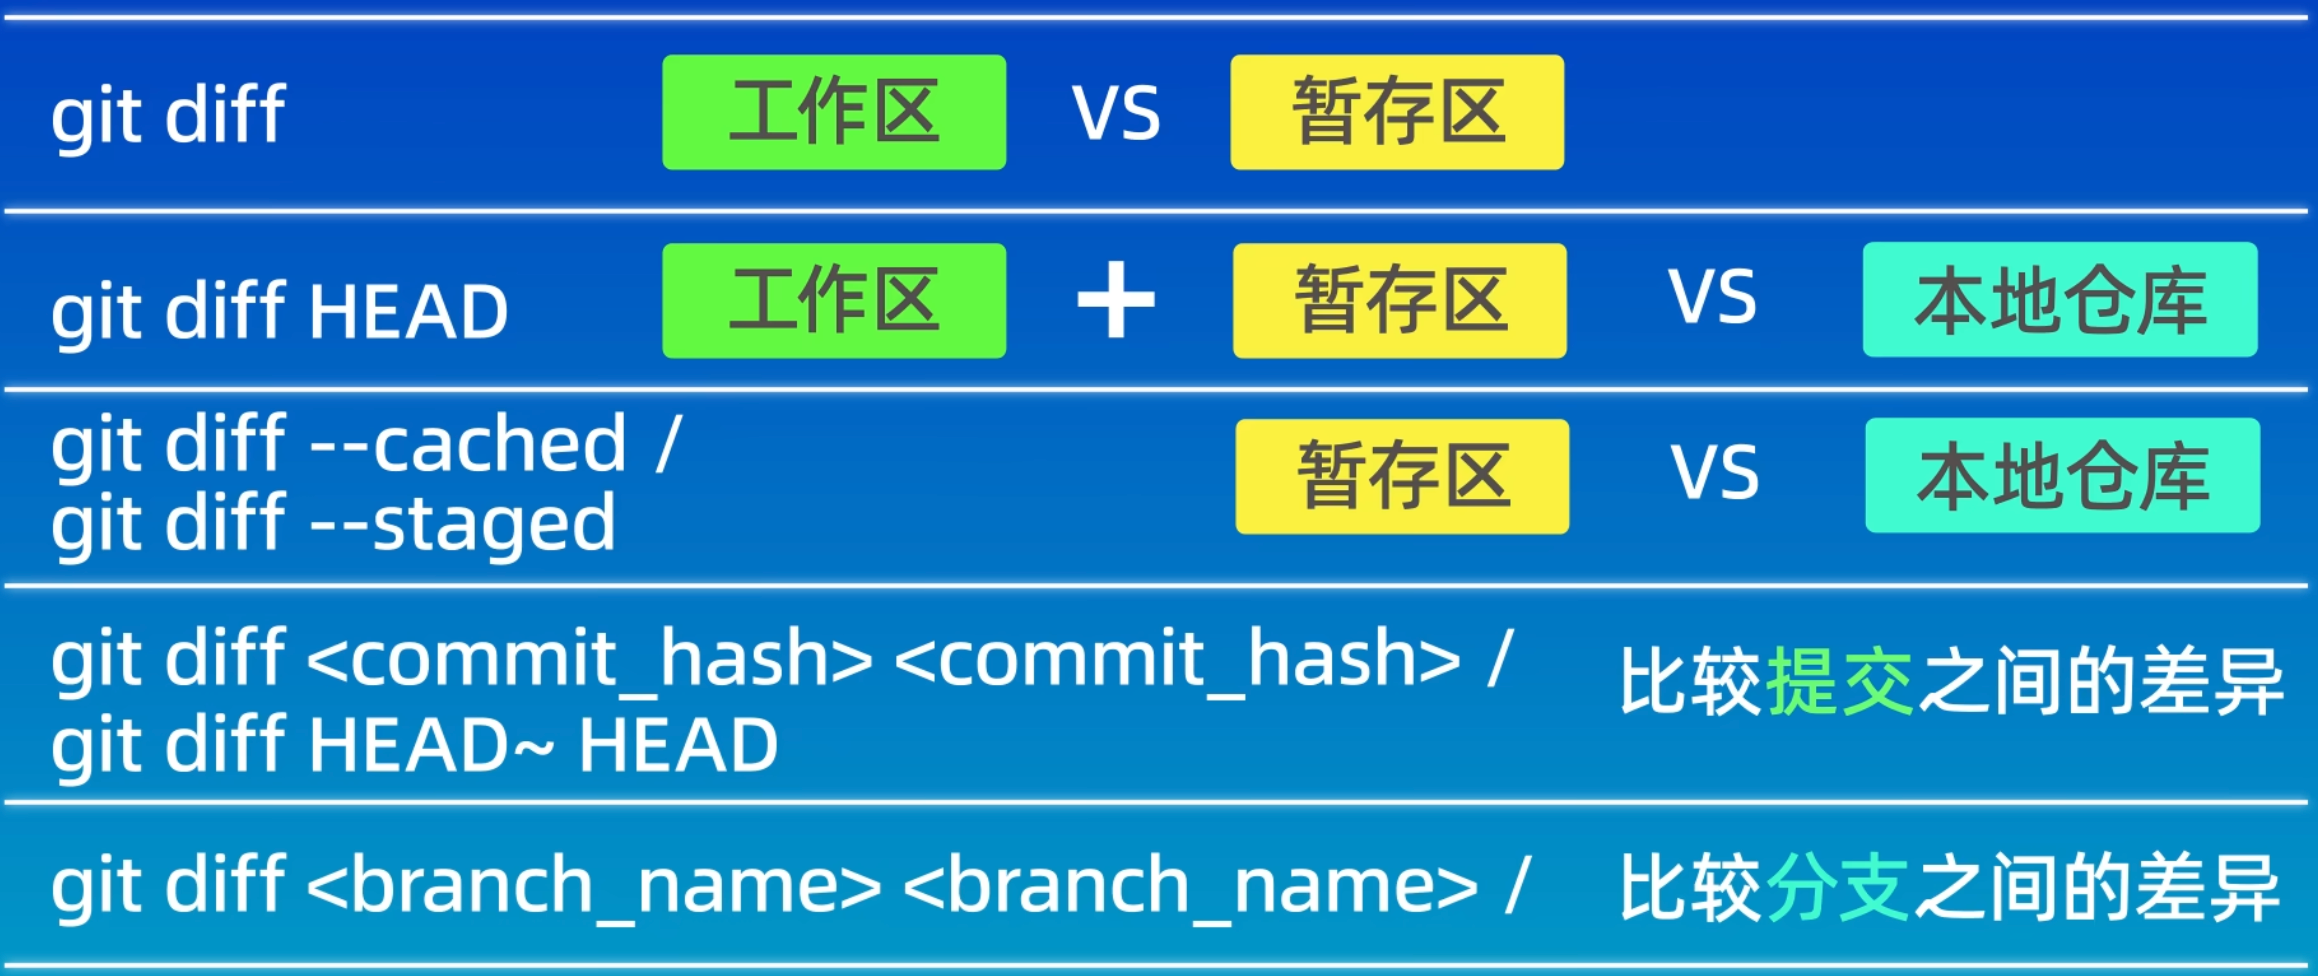 git diff 工作区 VS 暂存区
git diff HEAD 工作区 + 暂存区 VS 本地仓库
git diff --cached /
git diff --staged
暂存区 VS 本地仓库
git diff <commit_hash> <commit_hash> /
git diff HEAD~ HEAD
比较提交之间的差异
git diff <branch_name> <branch_name> / 比较分支之间的差异